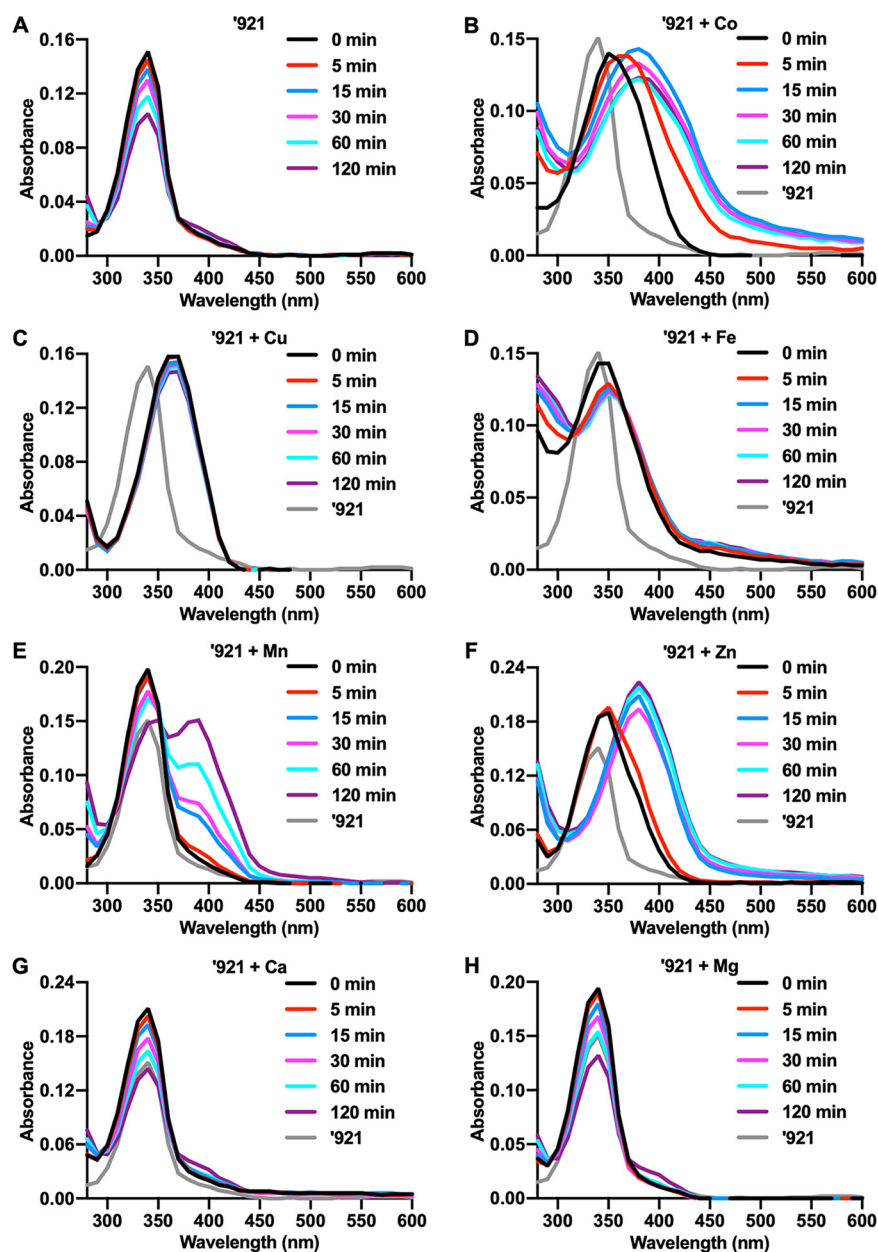 A '921
Absorbance
0.16
0.12
0.08
0.04
0.00
300 350 400 450 500 550 600
Wavelength (nm)
0 min
5 min
15 min
30 min
60 min
120 min
B '921 + Co
Absorbance
0.15
0.10
0.05
0.00
300 350 400 450 500 550 600
Wavelength (nm)
0 min
5 min
15 min
30 min
60 min
120 min
'921
C '921 + Cu
Absorbance
0.16
0.12
0.08
0.04
0.00
300 350 400 450 500 550 600
Wavelength (nm)
0 min
5 min
15 min
30 min
60 min
120 min
'921
D '921 + Fe
Absorbance
0.15
0.10
0.05
0.00
300 350 400 450 500 550 600
Wavelength (nm)
0 min
5 min
15 min
30 min
60 min
120 min
'921
E '921 + Mn
Absorbance
0.20
0.15
0.10
0.05
0.00
300 350 400 450 500 550 600
Wavelength (nm)
0 min
5 min
15 min
30 min
60 min
120 min
'921
F '921 + Zn
Absorbance
0.24
0.18
0.12
0.06
0.00
300 350 400 450 500 550 600
Wavelength (nm)
0 min
5 min
15 min
30 min
60 min
120 min
'921
G '921 + Ca
Absorbance
0.24
0.18
0.12
0.06
0.00
300 350 400 450 500 550 600
Wavelength (nm)
0 min
5 min
15 min
30 min
60 min
120 min
'921
H '921 + Mg
Absorbance
0.20
0.15
0.10
0.05
0.00
300 350 400 450 500 550 600
Wavelength (nm)
0 min
5 min
15 min
30 min
60 min
120 min
'921